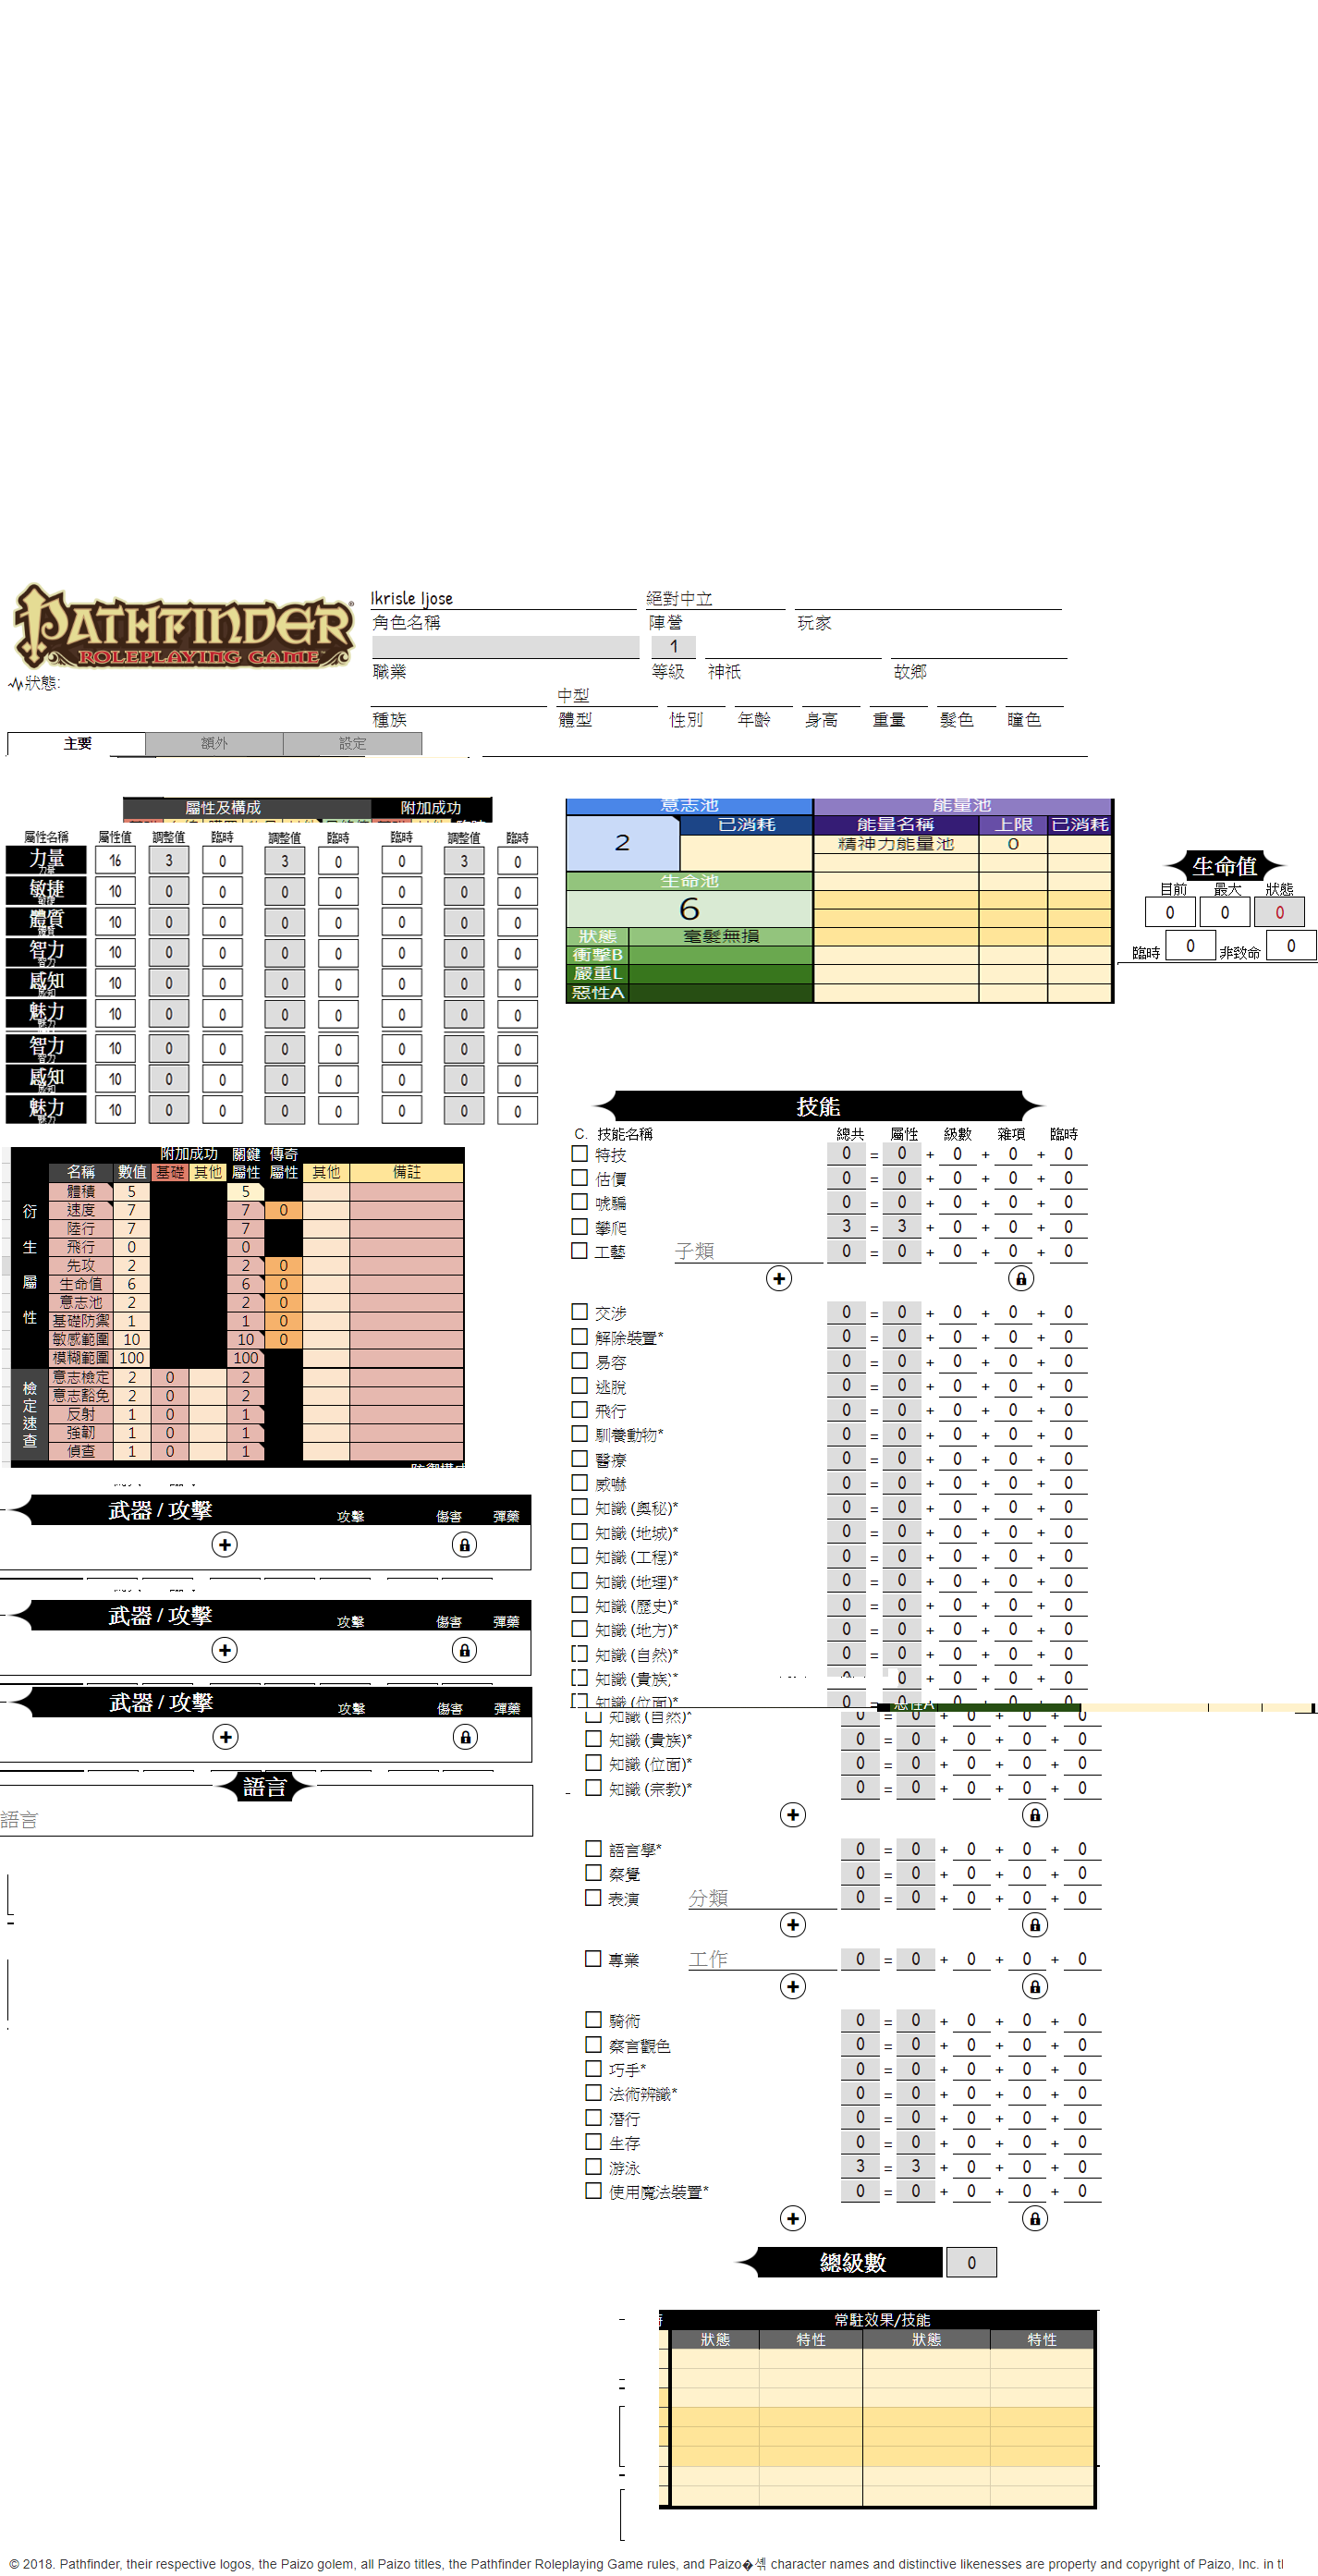 PATHFINDER
ROLEPLAYING GAME
Ikrisle Ijose 絕對中立
角色名稱 陣營 玩家
1
職業 等級 神祇 故鄉
狀態:
中型
種族 體型 性別 年齡 身高 重量 髮色 瞳色
主要 額外 設定
屬性及構成 附加成功
屬性名稱 屬性值 調整值 臨時 調整值 臨時 臨時 調整值 臨時
力量 16 3 0 3 0 0 3 0
力量
敏捷 10 0 0 0 0 0 0 0
敏捷
體質 10 0 0 0 0 0 0 0
體質
智力 10 0 0 0 0 0 0 0
智力
感知 10 0 0 0 0 0 0 0
感知
魅力 10 0 0 0 0 0 0 0
魅力
智力 10 0 0 0 0 0 0 0
智力
感知 10 0 0 0 0 0 0 0
感知
魅力 10 0 0 0 0 0 0 0
魅力
意志池 能量池
2 已消耗 能量名稱 上限 已消耗
精神力能量池 0
生命池
6
狀態 毫髮無損
衝擊B
嚴重L
惡性A
生命值
目前 最大 狀態
0 0 0
臨時 0 非致命 0
附加成功 關鍵 傳奇
名稱 數值 基礎 其他 屬性 屬性 其他 備註
衍生屬性
體積 5 5
速度 7 7 0
陸行 7 7
飛行 0 0
先攻 2 2 0
生命值 6 6 0
意志池 2 2 0
基礎防禦 1 1 0
敏感範圍 10 10 0
模糊範圍 100 100
檢定速查
意志檢定 2 0 2
意志豁免 2 0 2
反射 1 0 1
強韌 1 0 1
偵查 1 0 1
武器 / 攻擊 攻擊 傷害 彈藥
武器 / 攻擊 攻擊 傷害 彈藥
武器 / 攻擊 攻擊 傷害 彈藥
語言
語言
技能
C. 技能名稱 總共 屬性 級數 雜項 臨時
特技 0 = 0 + 0 + 0 + 0
估價 0 = 0 + 0 + 0 + 0
唬騙 0 = 0 + 0 + 0 + 0
攀爬 3 = 3 + 0 + 0 + 0
工藝 子類 0 = 0 + 0 + 0 + 0
交涉 0 = 0 + 0 + 0 + 0
解除裝置* 0 = 0 + 0 + 0 + 0
易容 0 = 0 + 0 + 0 + 0
逃脫 0 = 0 + 0 + 0 + 0
飛行 0 = 0 + 0 + 0 + 0
馴養動物* 0 = 0 + 0 + 0 + 0
醫療 0 = 0 + 0 + 0 + 0
威嚇 0 = 0 + 0 + 0 + 0
知識 (奧秘)* 0 = 0 + 0 + 0 + 0
知識 (地城)* 0 = 0 + 0 + 0 + 0
知識 (工程)* 0 = 0 + 0 + 0 + 0
知識 (地理)* 0 = 0 + 0 + 0 + 0
知識 (歷史)* 0 = 0 + 0 + 0 + 0
知識 (地方)* 0 = 0 + 0 + 0 + 0
知識 (自然)* 0 = 0 + 0 + 0 + 0
知識 (貴族)* 0 + 0 + 0 + 0
知識 (位面)* 0 = 0 + 0 + 0 + 0
惡性A
知識 (自然)* 0 = 0 + 0 + 0 + 0
知識 (貴族)* 0 = 0 + 0 + 0 + 0
知識 (位面)* 0 = 0 + 0 + 0 + 0
知識 (宗教)* 0 = 0 + 0 + 0 + 0
語言學* 0 = 0 + 0 + 0 + 0
察覺 0 = 0 + 0 + 0 + 0
表演 分類 0 = 0 + 0 + 0 + 0
專業 工作 0 = 0 + 0 + 0 + 0
騎術 0 = 0 + 0 + 0 + 0
察言觀色 0 = 0 + 0 + 0 + 0
巧手* 0 = 0 + 0 + 0 + 0
法術辨識* 0 = 0 + 0 + 0 + 0
潛行 0 = 0 + 0 + 0 + 0
生存 0 = 0 + 0 + 0 + 0
游泳 3 = 3 + 0 + 0 + 0
使用魔法裝置* 0 = 0 + 0 + 0 + 0
總級數 0
常駐效果/技能
狀態 特性 狀態 特性
© 2018. Pathfinder, their respective logos, the Paizo golem, all Paizo titles, the Pathfinder Roleplaying Game rules, and Paizo character names and distinctive likenesses are property and copyright of Paizo, Inc. in